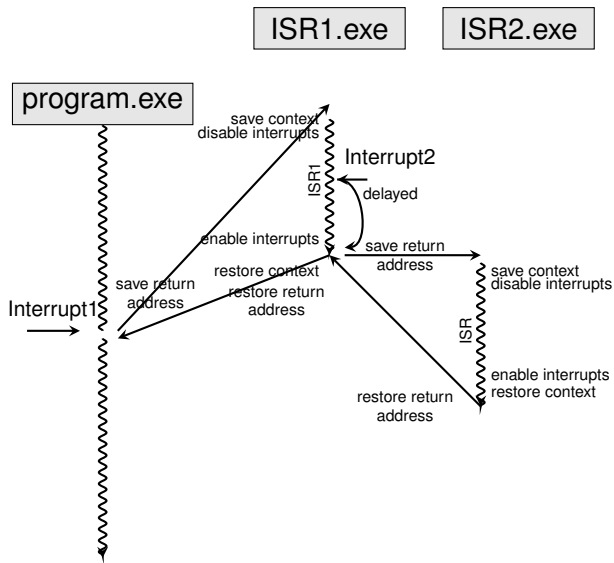 ISR1.exe
ISR2.exe
program.exe
save context
disable interrupts
ISR1
Interrupt2
delayed
enable interrupts
save return
address
restore context
restore return
address
save return
address
Interrupt1
save context
disable interrupts
ISR
enable interrupts
restore context
restore return
address